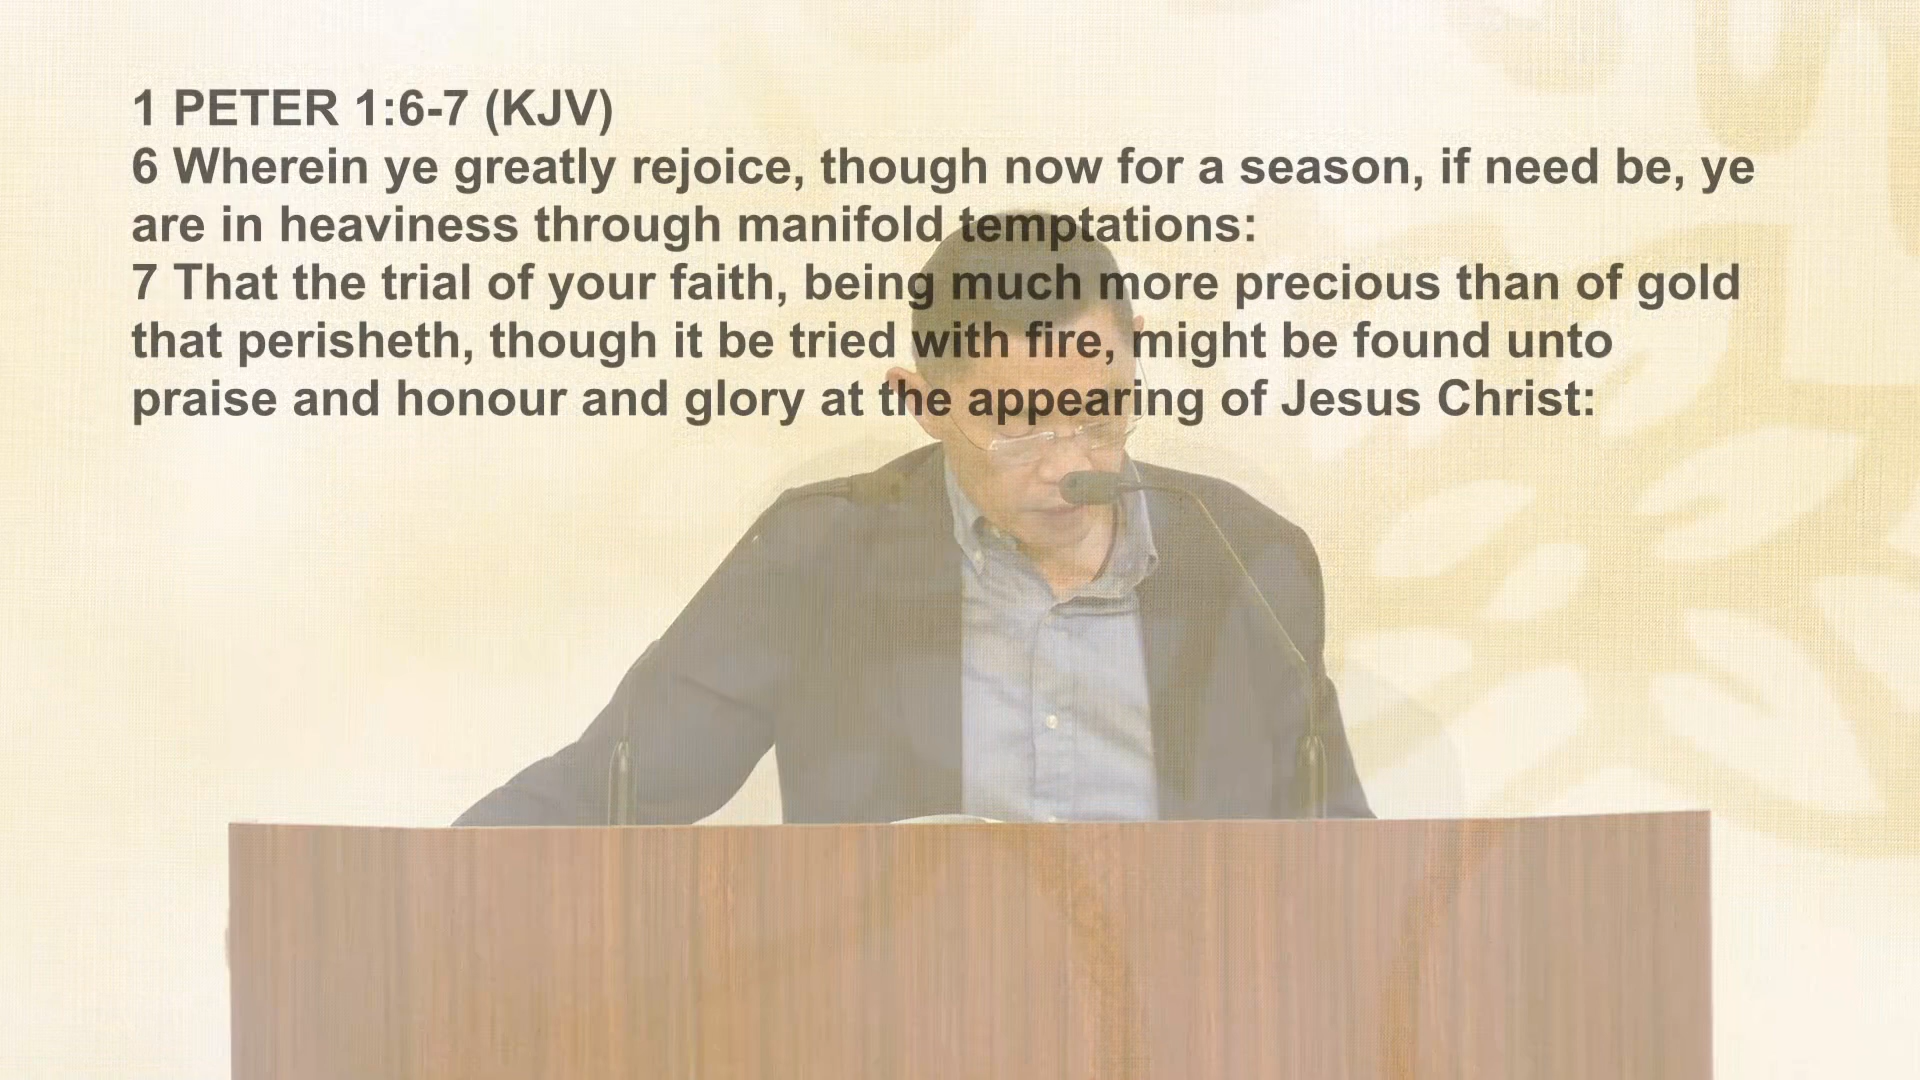 1 PETER 1:6-7 (KJV)
6 Wherein ye greatly rejoice, though now for a season, if need be, ye
are in heaviness through manifold temptations:
7 That the trial of your faith, being much more precious than of gold
that perisheth, though it be tried with fire, might be found unto
praise and honour and glory at the appearing of Jesus Christ: